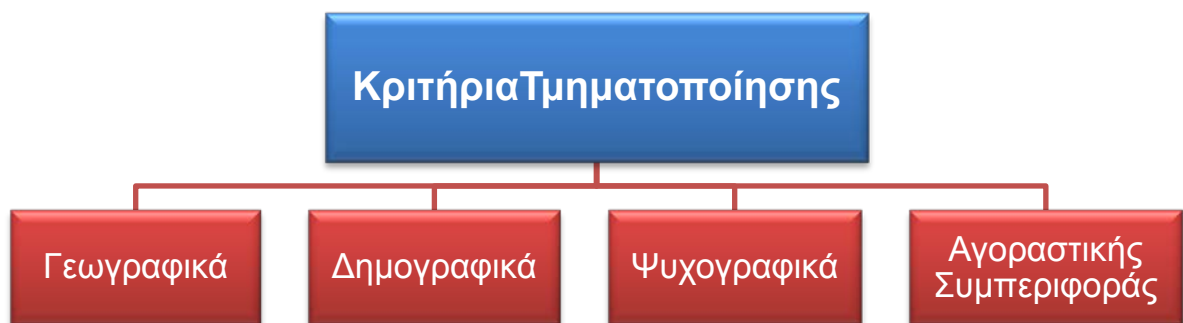 ΚριτήριαΤμηματοποίησης
Γεωγραφικά
Δημογραφικά
Ψυχογραφικά
Αγοραστικής
Συμπεριφοράς